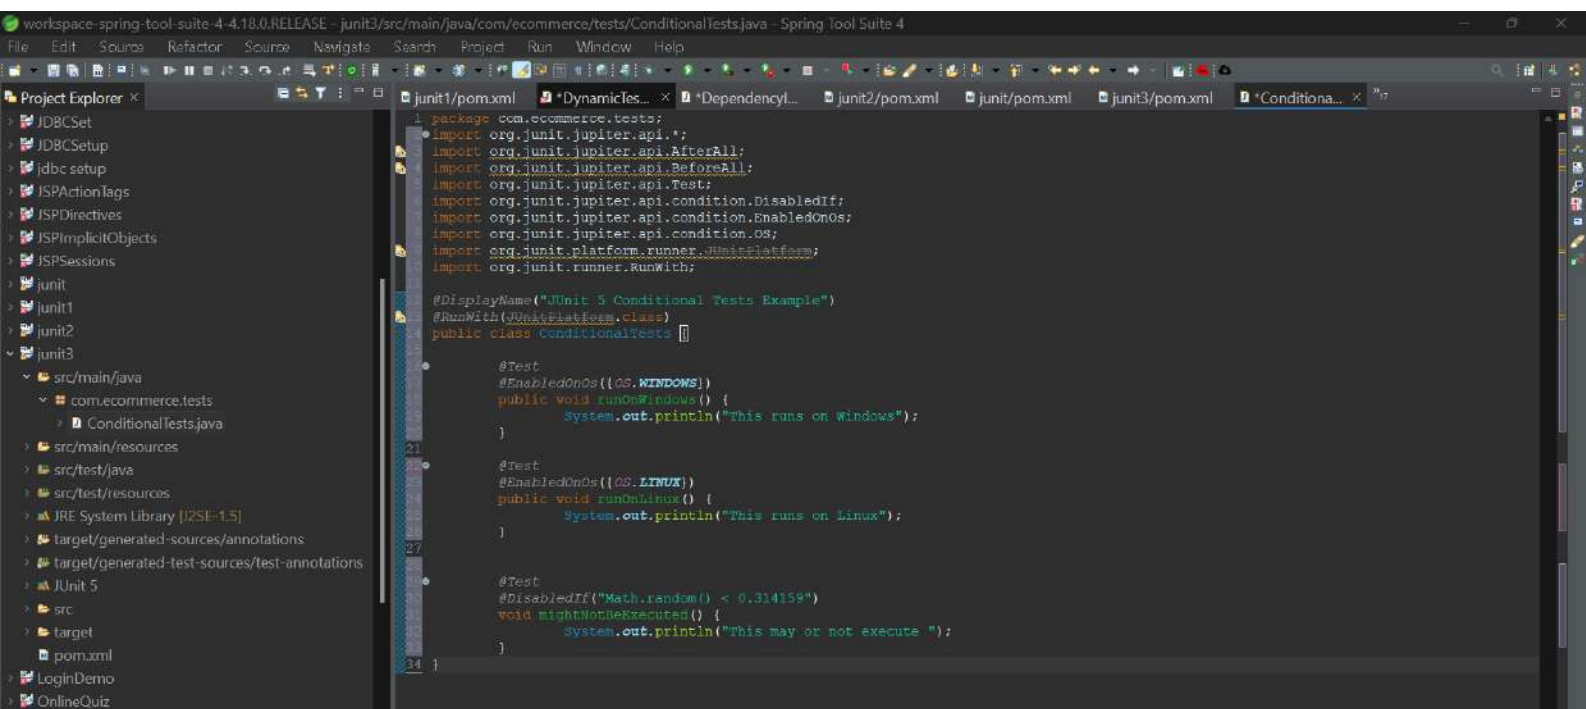 workspace-spring-tool-suite-4-4.18.0.RELEASE - junit3/src/main/java/com/ecommerce/tests/ConditionalTests.java - Spring Tool Suite 4
File Edit Source Refactor Source Navigate Search Project Run Window Help
Project Explorer
junit1/pom.xml *DynamicTes... *DependencyI... junit2/pom.xml junit/pom.xml junit3/pom.xml *Conditiona... »17
JDBCSet
JDBCSetup
jdbc setup
JSPActionTags
JSPDirectives
JSPImplicitObjects
JSPSessions
junit
junit1
junit2
junit3
src/main/java
com.ecommerce.tests
ConditionalTests.java
src/main/resources
src/test/java
src/test/resources
JRE System Library [J2SE-1.5]
target/generated-sources/annotations
target/generated-test-sources/test-annotations
JUnit 5
src
target
pom.xml
LoginDemo
OnlineQuiz
1 package com.ecommerce.tests;
import org.junit.jupiter.api.*;
import org.junit.jupiter.api.AfterAll;
import org.junit.jupiter.api.BeforeAll;
import org.junit.jupiter.api.Test;
import org.junit.jupiter.api.condition.DisabledIf;
import org.junit.jupiter.api.condition.EnabledOnOs;
import org.junit.jupiter.api.condition.OS;
import org.junit.platform.runner.JUnitPlatform;
import org.junit.runner.RunWith;
@DisplayName("JUnit 5 Conditional Tests Example")
@RunWith(JUnitPlatform.class)
public class ConditionalTests {
@Test
@EnabledOnOs({OS.WINDOWS})
public void runOnWindows() {
System.out.println("This runs on Windows");
}
21
@Test
@EnabledOnOs({OS.LINUX})
public void runOnLinux() {
System.out.println("This runs on Linux");
}
27
@Test
@DisabledIf("Math.random() < 0.314159")
void mightNotBeExecuted() {
System.out.println("This may or not execute ");
}
34 }